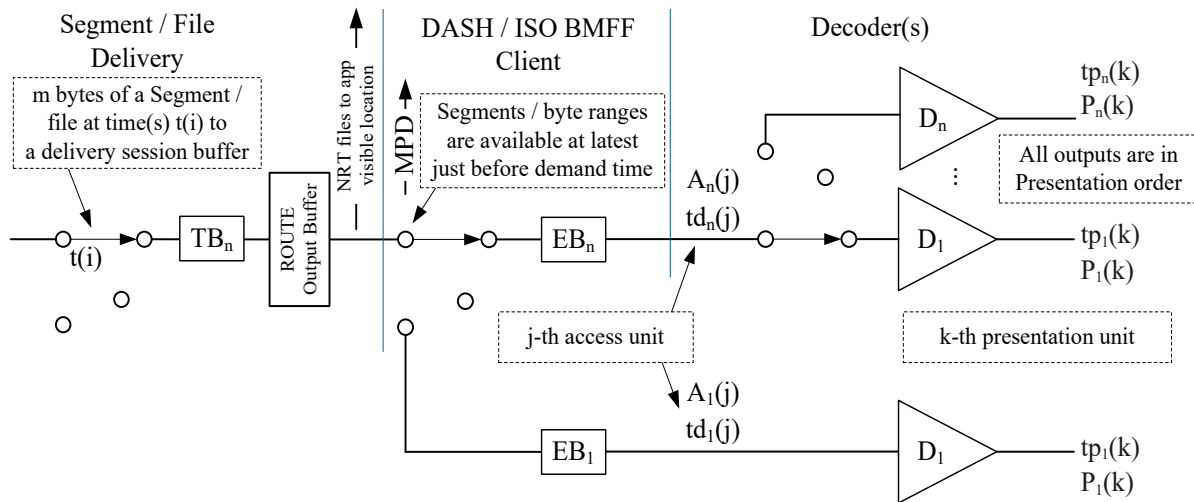 Segment / File
Delivery
m bytes of a Segment /
file at time(s) t(i) to
a delivery session buffer
t(i)
TBn
ROUTE
Output Buffer
NRT files to app
visible location
DASH / ISO BMFF
Client
MPD
Segments / byte ranges
are available at latest
just before demand time
EBn
j-th access unit
EB1
Decoder(s)
An(j)
tdn(j)
A1(j)
td1(j)
Dn
tpn(k)
Pn(k)
⋮
All outputs are in
Presentation order
D1
tp1(k)
P1(k)
k-th presentation unit
D1
tp1(k)
P1(k)